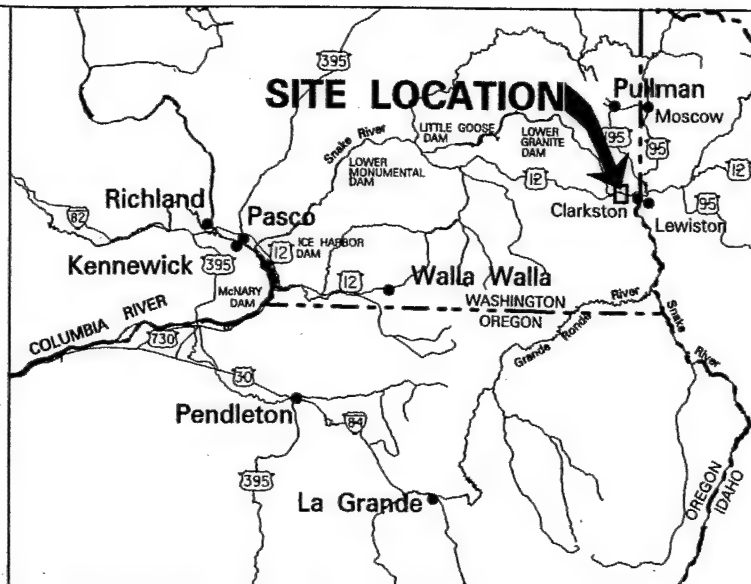 395
SITE LOCATION
Pullman
Moscow
195
95
Snake River
LITTLE GOOSE
DAM
LOWER
GRANITE
DAM
LOWER
MONUMENTAL
DAM
12
12
Clarkston
Lewiston
95
Richland
82
Pasco
Kennewick
395
12
ICE HARBOR
DAM
McNARY
DAM
12
Walla Walla
WASHINGTON
OREGON
COLUMBIA RIVER
730
Grande Ronde River
Snake River
30
Pendleton
84
395
La Grande
OREGON
IDAHO